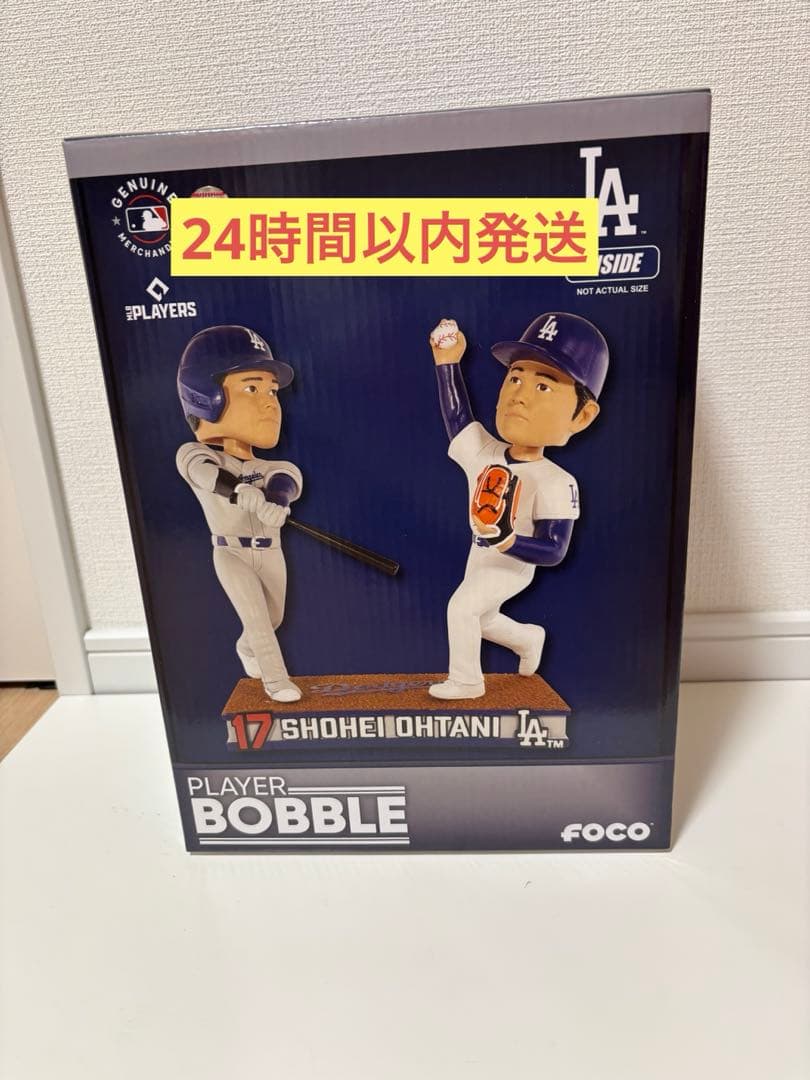 GENUINE
MERCHANDISE
24時間以内発送
LA
MLB PLAYERS
NOT ACTUAL SIZE
17 SHOHEI OHTANI LA TM
PLAYER
BOBBLE
FOCO